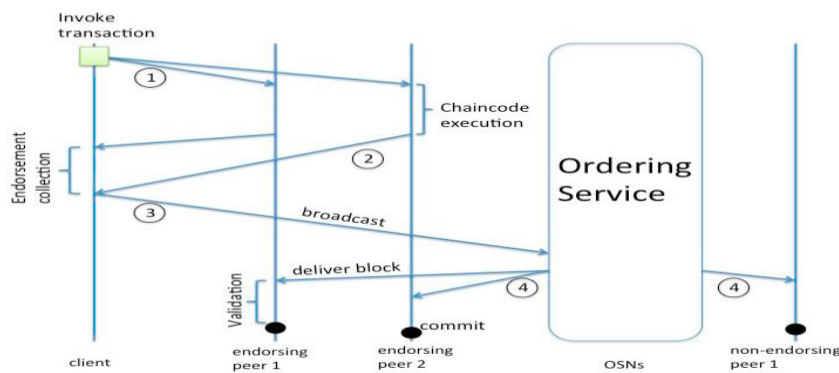 Invoke
transaction
1
Chaincode
execution
2
Endorsement
collection
Ordering
Service
3
broadcast
deliver block
4
4
Validation
commit
client
endorsing
peer 1
endorsing
peer 2
OSNs
non-endorsing
peer 1